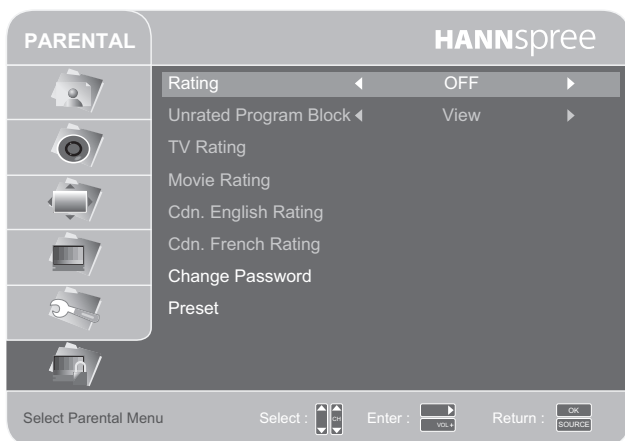 PARENTAL
HANNspree
Rating OFF
Unrated Program Block View
TV Rating
Movie Rating
Cdn. English Rating
Cdn. French Rating
Change Password
Preset
Select Parental Menu Select : CH Enter : VOL+ Return : OK SOURCE